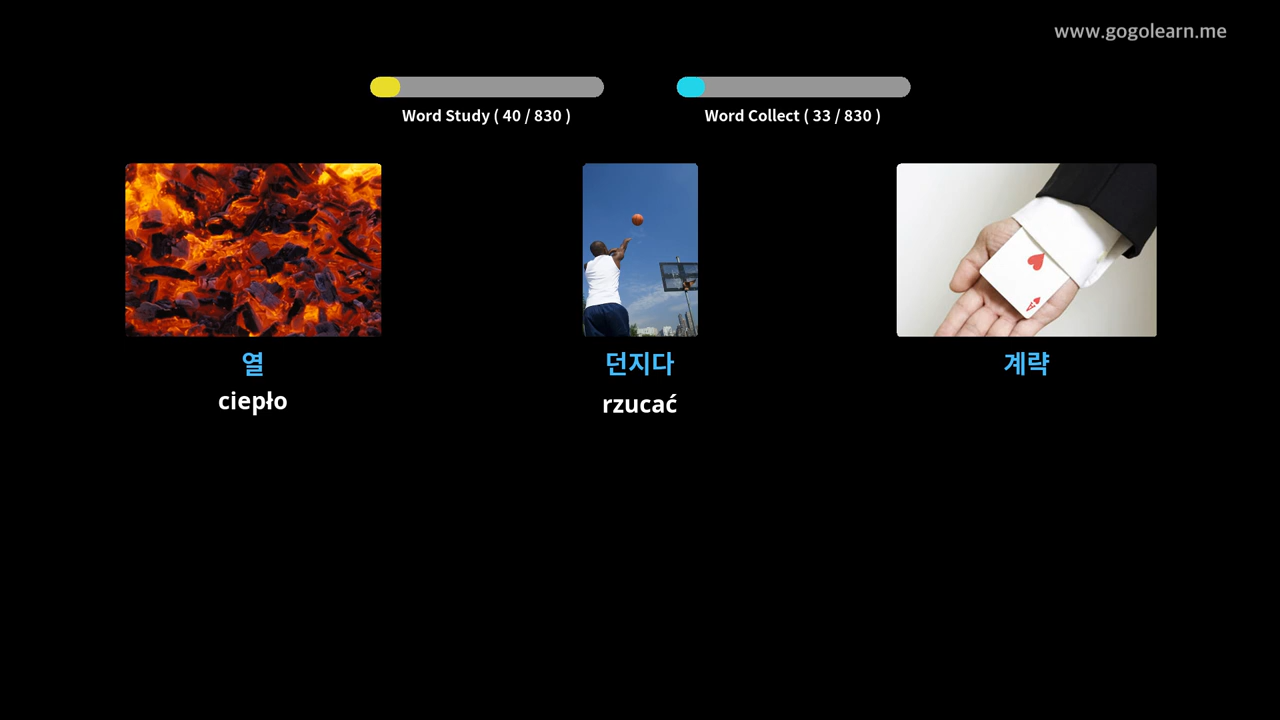 www.gogolearn.me
Word Study ( 40 / 830 )
Word Collect ( 33 / 830 )
열
던지다
계략
ciepło
rzucać